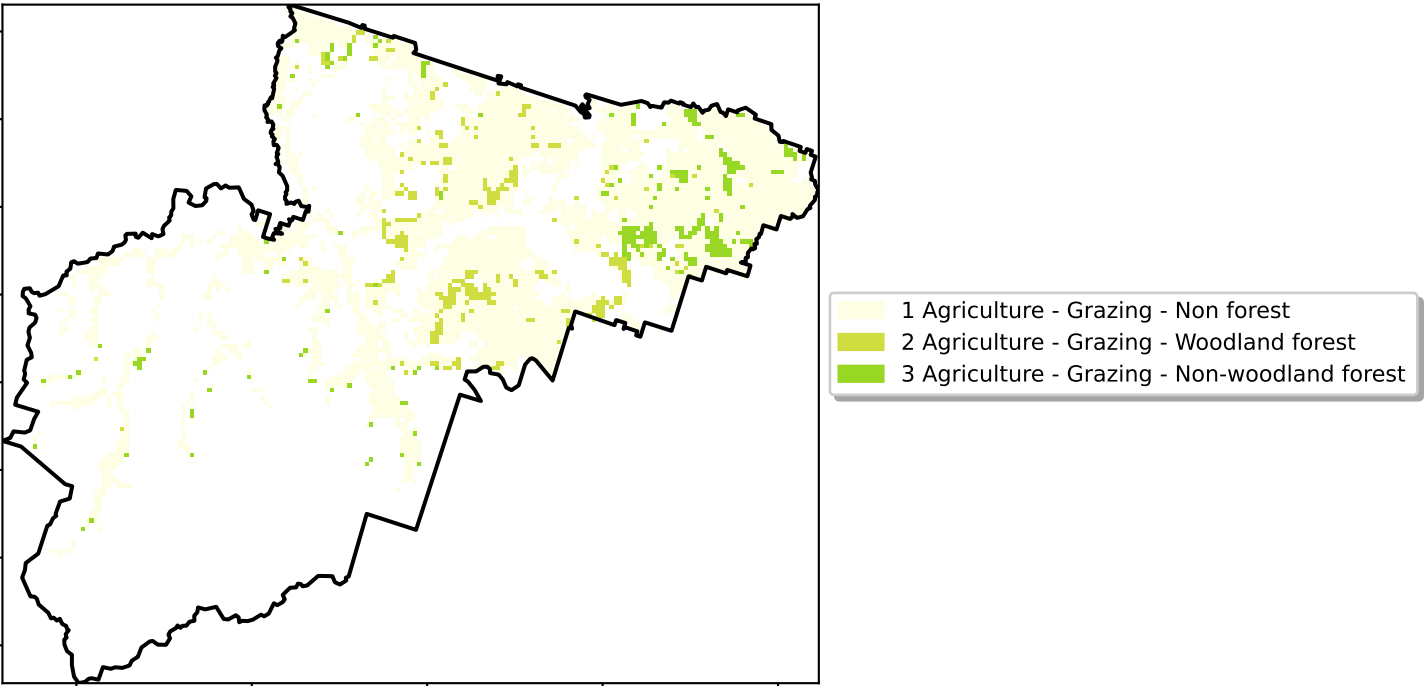 1 Agriculture - Grazing - Non forest
2 Agriculture - Grazing - Woodland forest
3 Agriculture - Grazing - Non-woodland forest